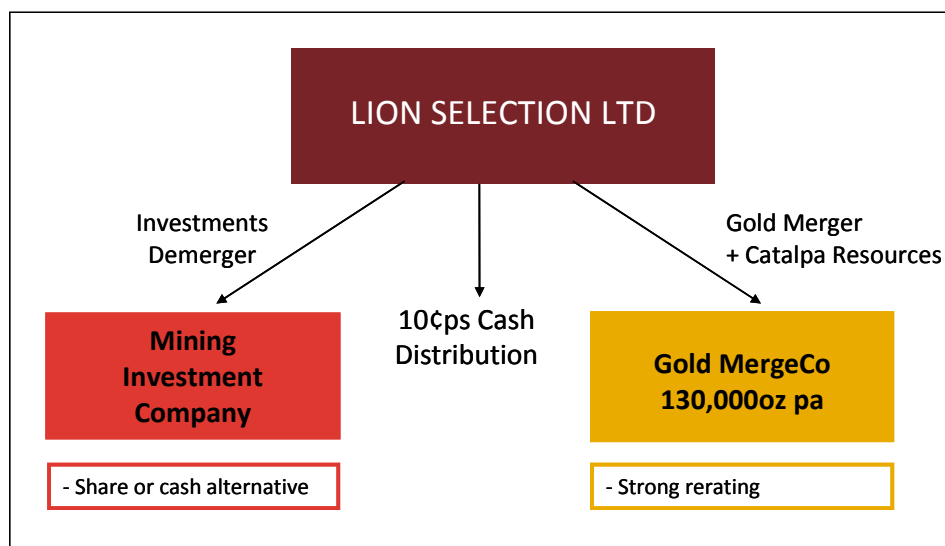 LION SELECTION LTD
Investments
Demerger
Gold Merger
+ Catalpa Resources
10¢ps Cash
Distribution
Mining
Investment
Company
Gold MergeCo
130,000oz pa
- Share or cash alternative
- Strong rerating